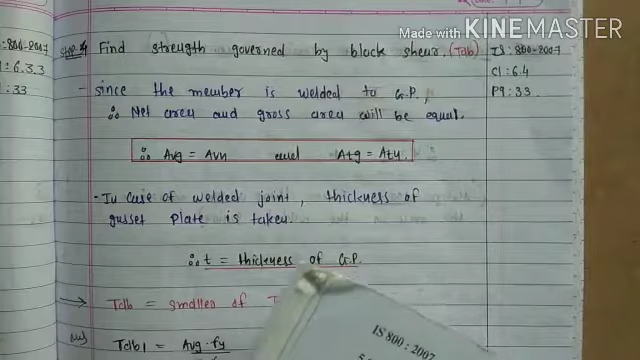 Made with KINEMASTER
: 800-2007
Step 4 Find strength governed by block shear. (Tdb)
IS : 800-2007
: 6.3.3
Cl : 6.4
: 33
- since the member is welded to G.P,
Pg : 33.
∴ Net area and gross area will be equal.
∴ Avg = Avn and Atg = Atn.
- In case of welded joint, thickness of
gusset plate is taken.
∴ t = thickness of G.P.
→ Tdb = smaller of T
Tdb1 = Avg · fy
IS 800 : 2007